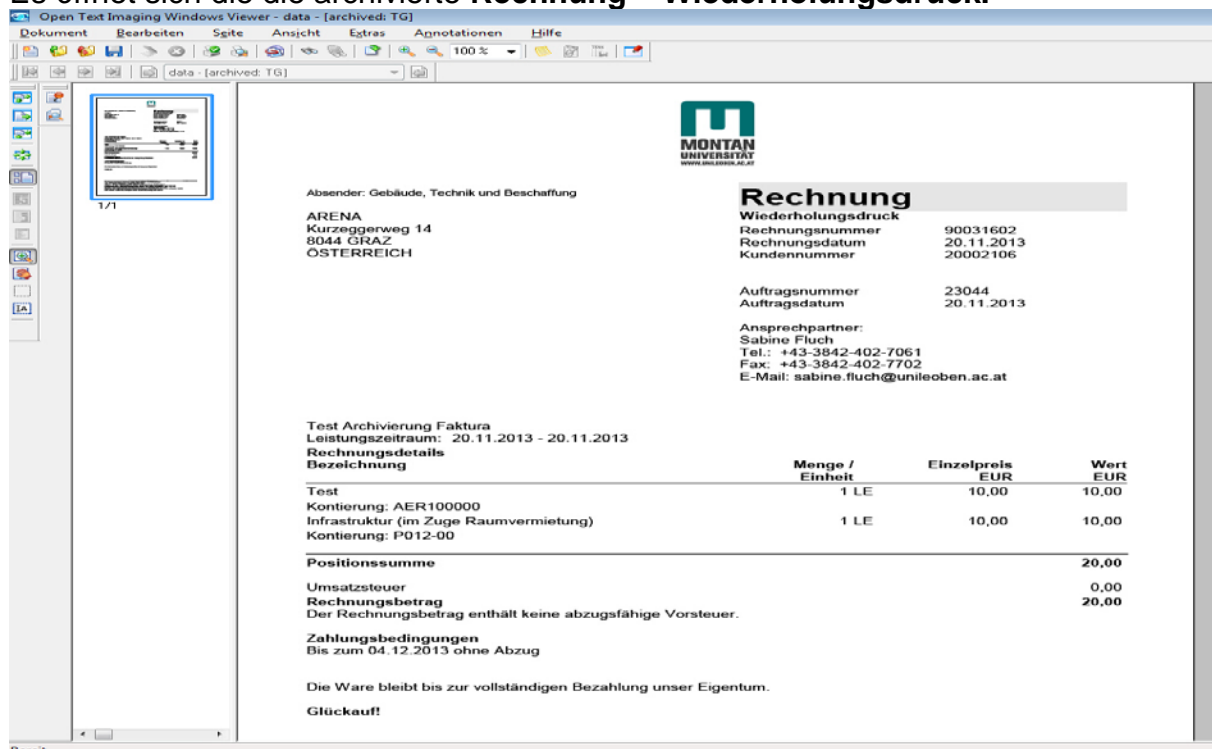 Es öffnet sich die die archivierte Rechnung – Wiederholungsdruck.
Open Text Imaging Windows Viewer - data - [archived: TG]
Dokument Bearbeiten Seite Ansicht Extras Annotationen Hilfe
100 %
data - [archived: TG]
1/1
MONTAN
UNIVERSITÄT
WWW.UNILEOBEN.AC.AT
Absender: Gebäude, Technik und Beschaffung
ARENA
Kurzeggerweg 14
8044 GRAZ
ÖSTERREICH
Rechnung
Wiederholungsdruck
Rechnungsnummer 90031602
Rechnungsdatum 20.11.2013
Kundennummer 20002106
Auftragsnummer 23044
Auftragsdatum 20.11.2013
Ansprechpartner:
Sabine Fluch
Tel.: +43-3842-402-7061
Fax: +43-3842-402-7702
E-Mail: sabine.fluch@unileoben.ac.at
Test Archivierung Faktura
Leistungszeitraum: 20.11.2013 - 20.11.2013
Rechnungsdetails
Bezeichnung Menge / Einzelpreis Wert
Einheit EUR EUR
Test 1 LE 10,00 10,00
Kontierung: AER100000
Infrastruktur (im Zuge Raumvermietung) 1 LE 10,00 10,00
Kontierung: P012-00
Positionssumme 20,00
Umsatzsteuer 0,00
Rechnungsbetrag 20,00
Der Rechnungsbetrag enthält keine abzugsfähige Vorsteuer.
Zahlungsbedingungen
Bis zum 04.12.2013 ohne Abzug
Die Ware bleibt bis zur vollständigen Bezahlung unser Eigentum.
Glückauf!